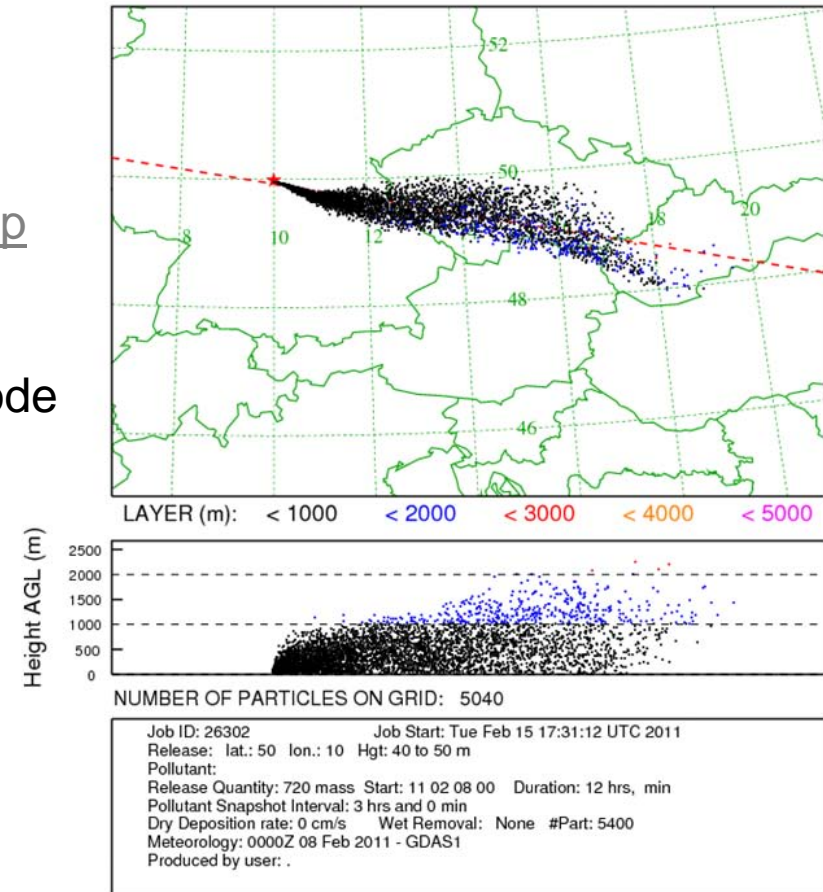 52
50
p
8
10
12
18
20
48
ode
46
LAYER (m): < 1000 < 2000 < 3000 < 4000 < 5000
Height AGL (m)
2500
2000
1500
1000
500
0
NUMBER OF PARTICLES ON GRID: 5040
Job ID: 26302 Job Start: Tue Feb 15 17:31:12 UTC 2011
Release: lat.: 50 lon.: 10 Hgt: 40 to 50 m
Pollutant:
Release Quantity: 720 mass Start: 11 02 08 00 Duration: 12 hrs, min
Pollutant Snapshot Interval: 3 hrs and 0 min
Dry Deposition rate: 0 cm/s Wet Removal: None #Part: 5400
Meteorology: 0000Z 08 Feb 2011 - GDAS1
Produced by user: .